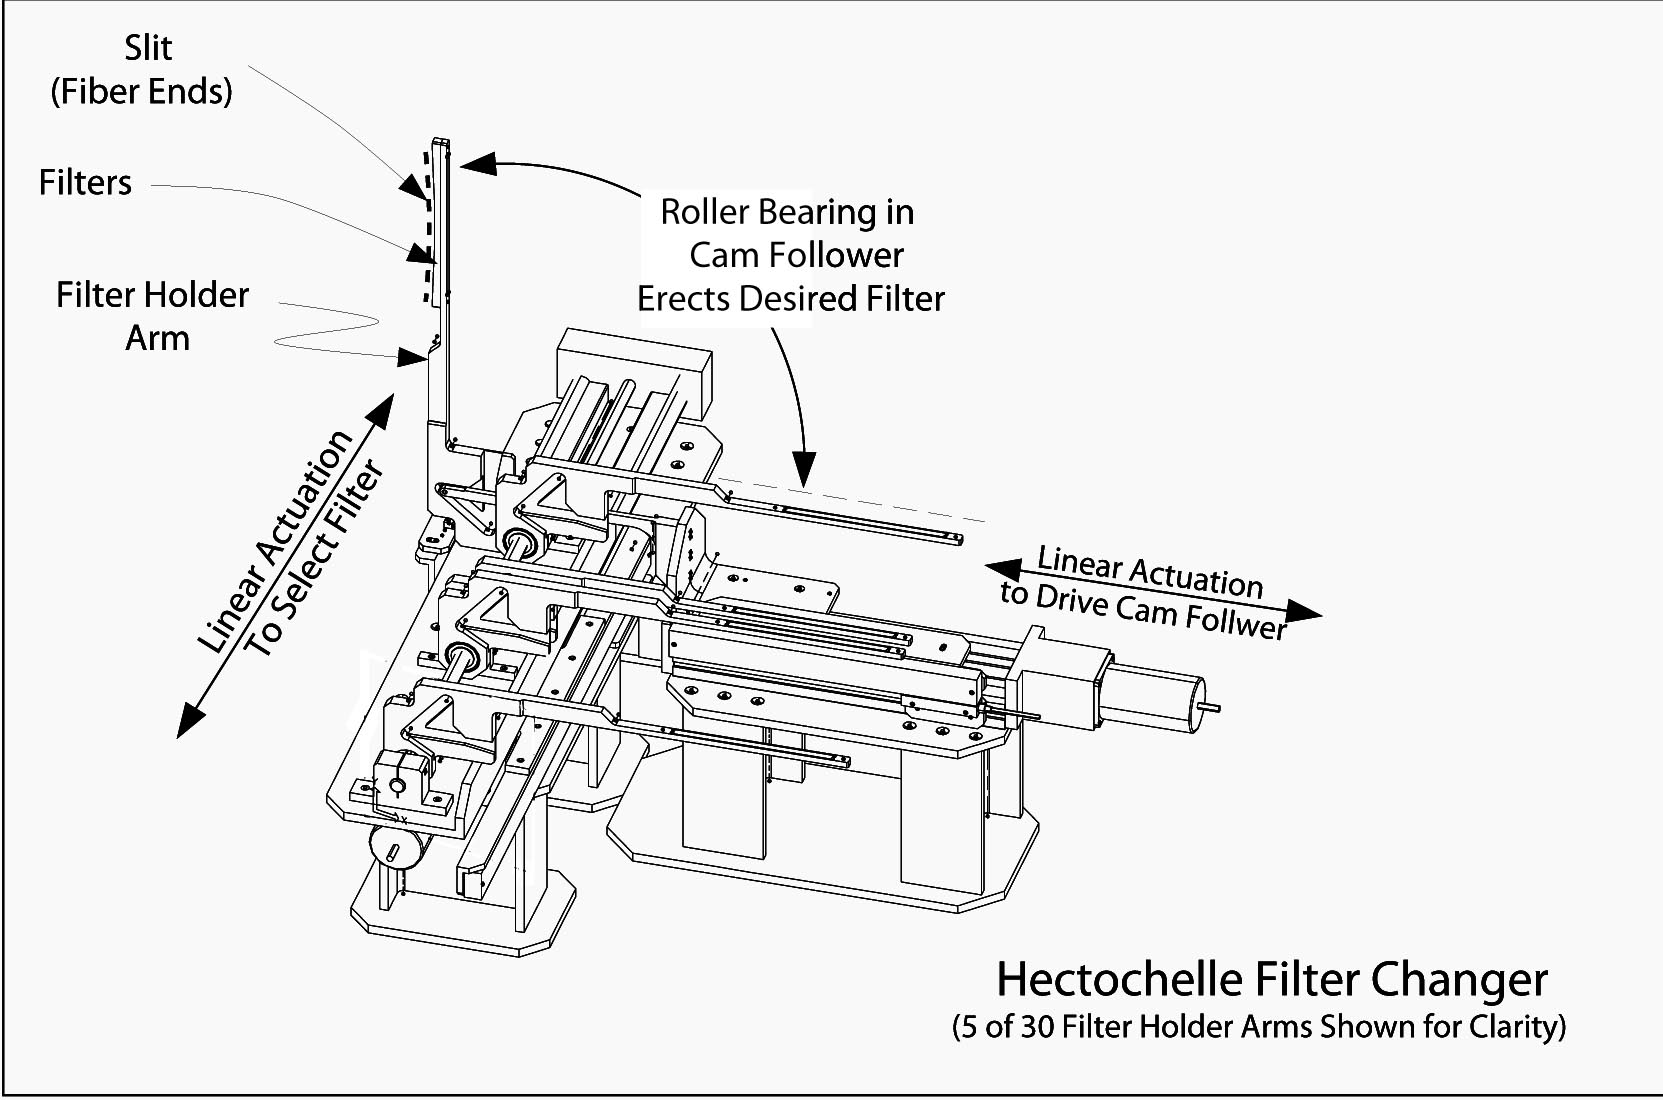 Slit
(Fiber Ends)
Filters
Filter Holder
Arm
Roller Bearing in
Cam Follower
Erects Desired Filter
Linear Actuation
To Select Filter
Linear Actuation
to Drive Cam Follwer
X
Hectochelle Filter Changer
(5 of 30 Filter Holder Arms Shown for Clarity)